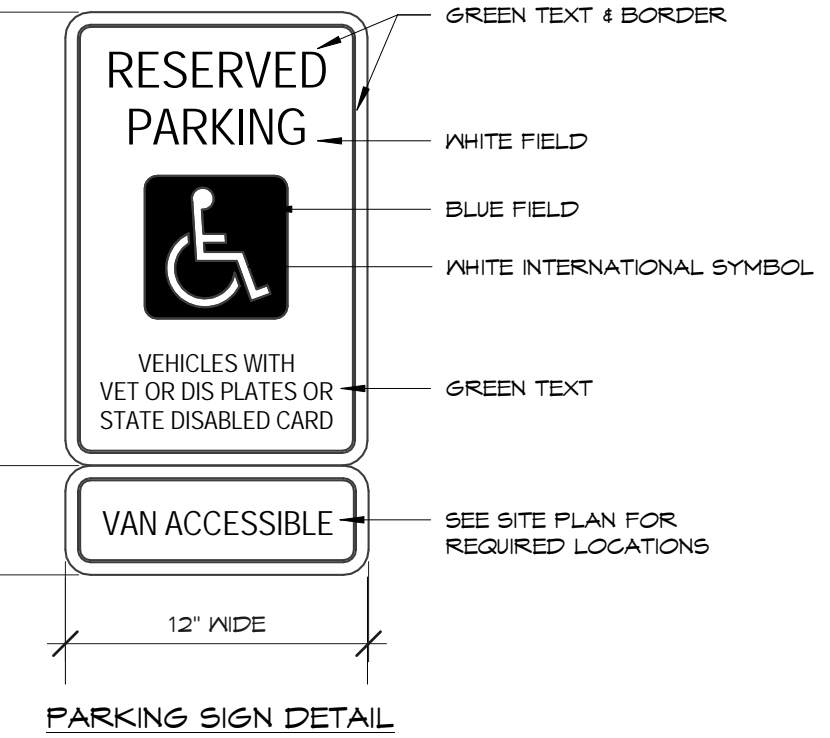 GREEN TEXT & BORDER
RESERVED
PARKING
WHITE FIELD
BLUE FIELD
WHITE INTERNATIONAL SYMBOL
VEHICLES WITH
VET OR DIS PLATES OR
STATE DISABLED CARD
GREEN TEXT
VAN ACCESSIBLE
SEE SITE PLAN FOR
REQUIRED LOCATIONS
12" WIDE
PARKING SIGN DETAIL